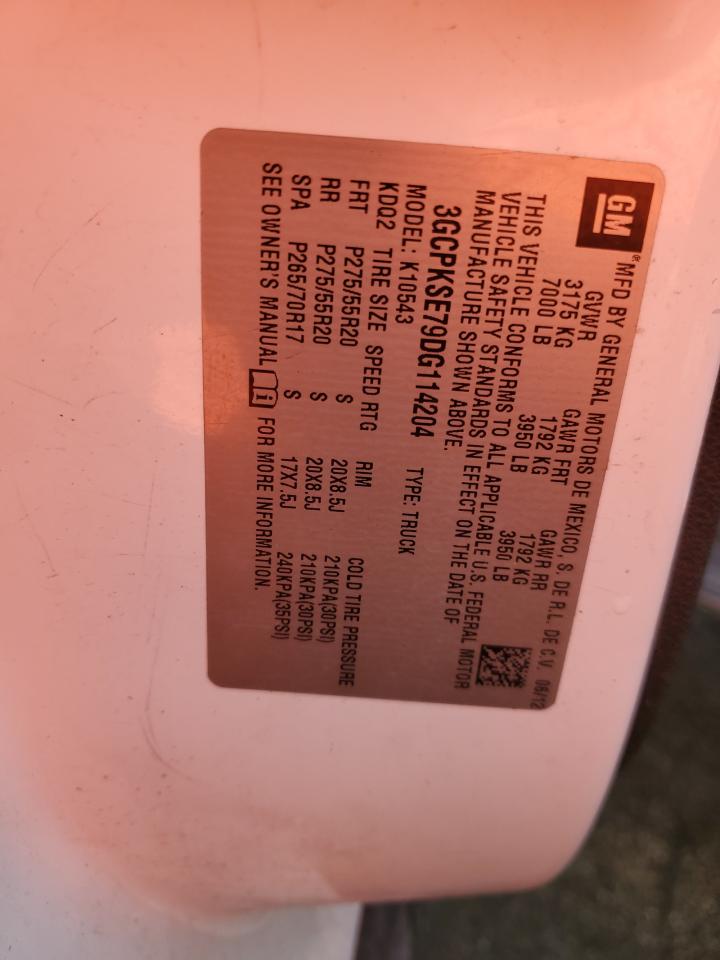 GM
® MFD BY GENERAL MOTORS DE MEXICO, S. DE R.L. DE C.V. 06/12
GVWR GAWR FRT GAWR RR
3175 KG 1792 KG 1792 KG
7000 LB 3950 LB 3950 LB
THIS VEHICLE CONFORMS TO ALL APPLICABLE U.S. FEDERAL MOTOR
VEHICLE SAFETY STANDARDS IN EFFECT ON THE DATE OF
MANUFACTURE SHOWN ABOVE.
3GCPKSE79DG114204
MODEL: K10543 TYPE: TRUCK
KDQ2 TIRE SIZE SPEED RTG RIM COLD TIRE PRESSURE
FRT P275/55R20 S 20X8.5J 210KPA(30PSI)
RR P275/55R20 S 20X8.5J 210KPA(30PSI)
SPA P265/70R17 S 17X7.5J 240KPA(35PSI)
SEE OWNER'S MANUAL FOR MORE INFORMATION.